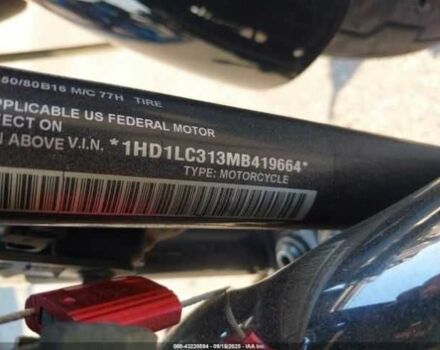 50/80B16 M/C 77H TIRE
APPLICABLE US FEDERAL MOTOR
ECT ON
N ABOVE V.I.N. *1HD1LC313MB419664*
TYPE: MOTORCYCLE
000-43220594 09/15/2025 IAA